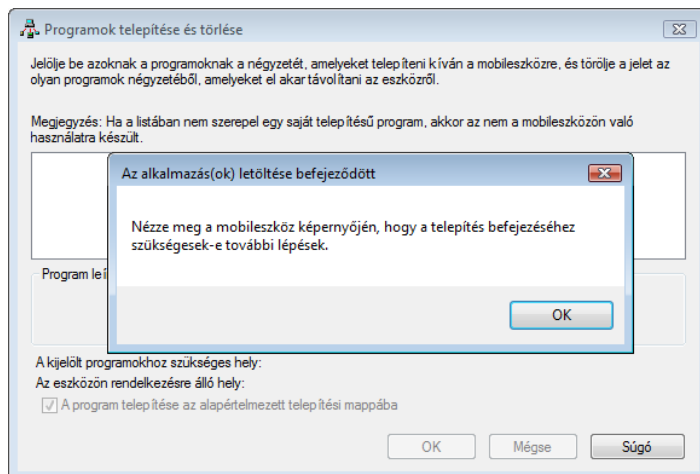 Programok telepítése és törlése
Jelölje be azoknak a programoknak a négyzetét, amelyeket telepíteni kíván a mobileszközre, és törölje a jelet az
olyan programok négyzetéből, amelyeket el akar távolítani az eszközről.
Megjegyzés: Ha a listában nem szerepel egy saját telepítésű program, akkor az nem a mobileszközön való
használatra készült.
Az alkalmazás(ok) letöltése befejeződött
Nézze meg a mobileszköz képernyőjén, hogy a telepítés befejezéséhez
szükségesek-e további lépések.
OK
Program
A kijelölt programokhoz szükséges hely:
Az eszközön rendelkezésre álló hely:
A program telepítése az alapértelmezett telepítési mappába
OK
Mégse
Súgó